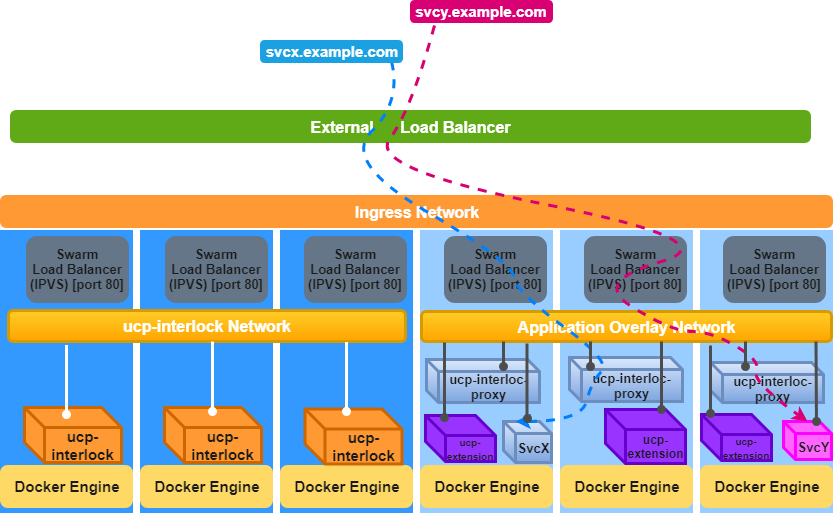 svcy.example.com
svcx.example.com
External Load Balancer
Ingress Network
Swarm
Load Balancer
(IPVS) [port 80]
Swarm
Load Balancer
(IPVS) [port 80]
Swarm
Load Balancer
(IPVS) [port 80]
Swarm
Load Balancer
(IPVS) [port 80]
Swarm
Load Balancer
(IPVS) [port 80]
Swarm
Load Balancer
(IPVS) [port 80]
ucp-interlock Network
Application Overlay Network
ucp-interloc-
proxy
ucp-interloc-
proxy
ucp-interloc-
proxy
ucp-
interlock
ucp-
interlock
ucp-
interlock
ucp-
extension
SvcX
ucp-
extension
ucp-
extension
SvcY
Docker Engine
Docker Engine
Docker Engine
Docker Engine
Docker Engine
Docker Engine